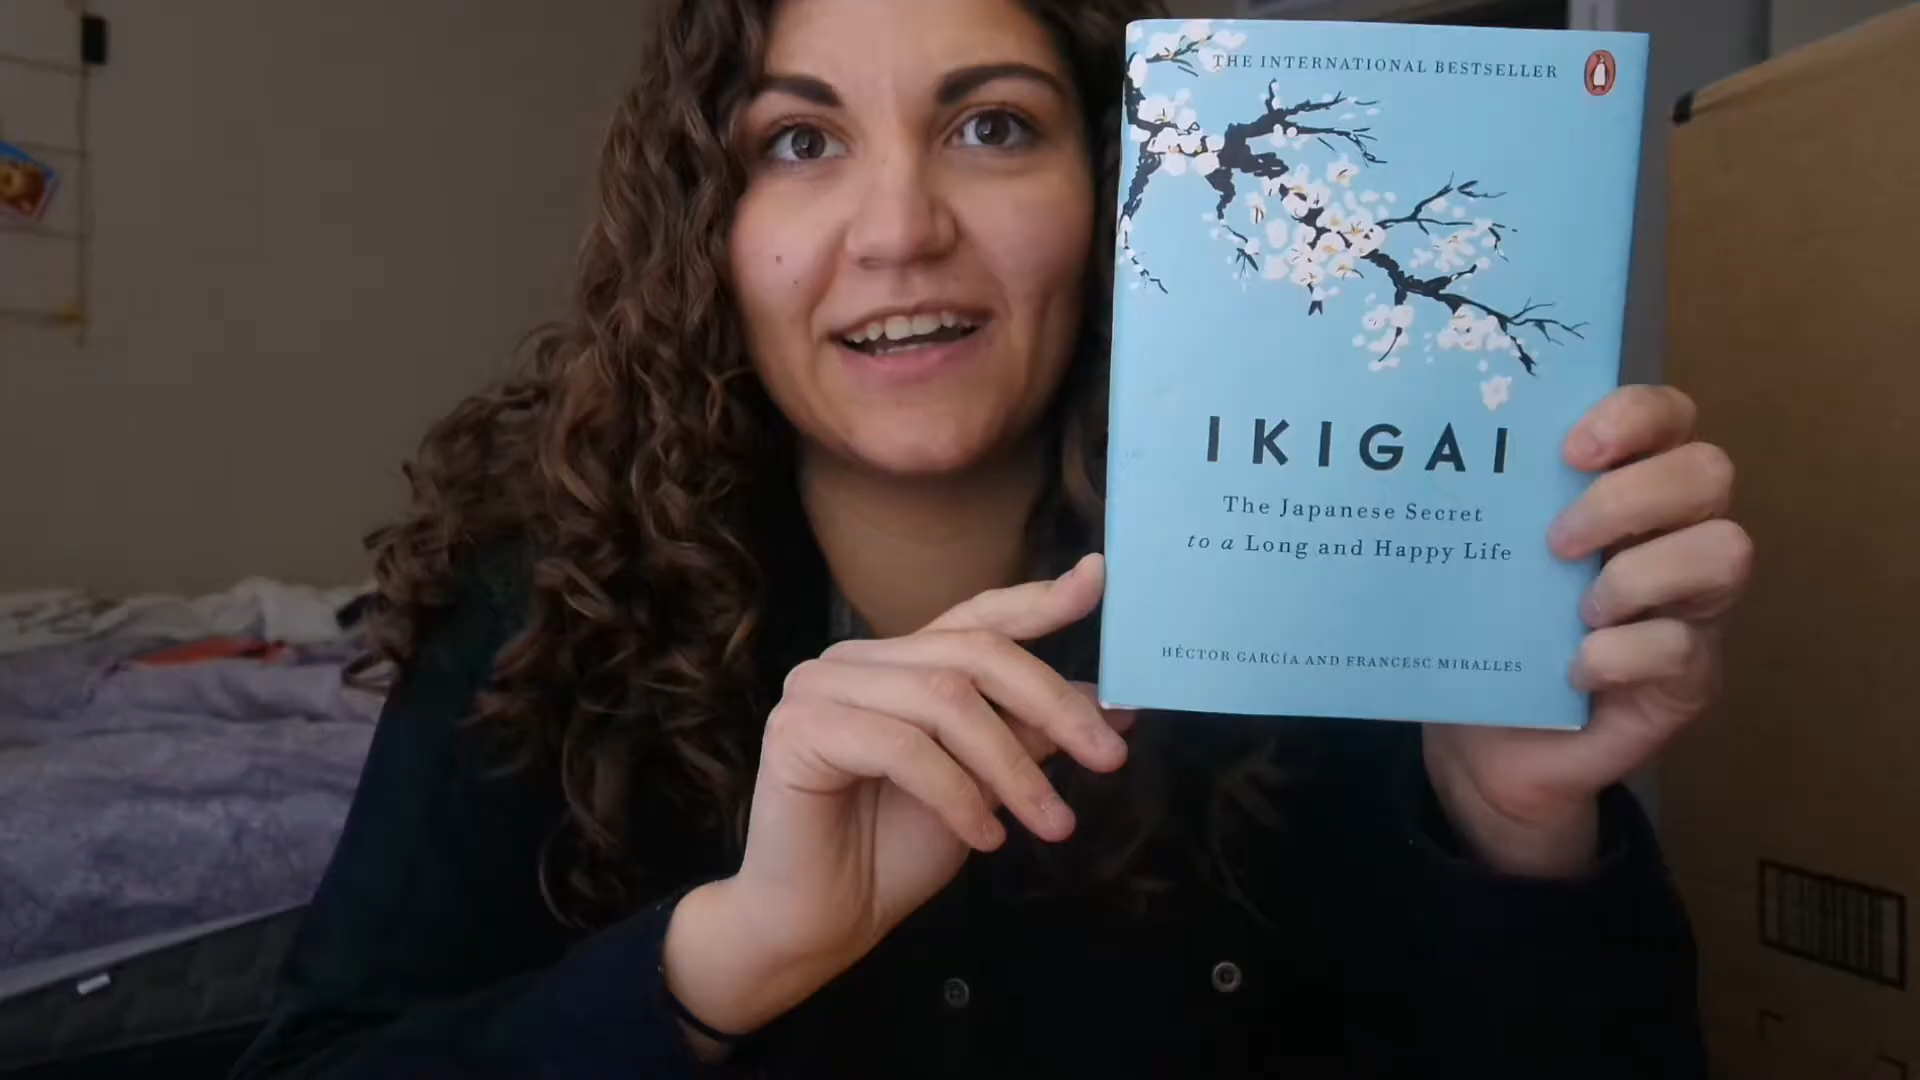 THE INTERNATIONAL BESTSELLER
IKIGAI
The Japanese Secret
to a Long and Happy Life
HÉCTOR GARCÍA AND FRANCESC MIRALLES